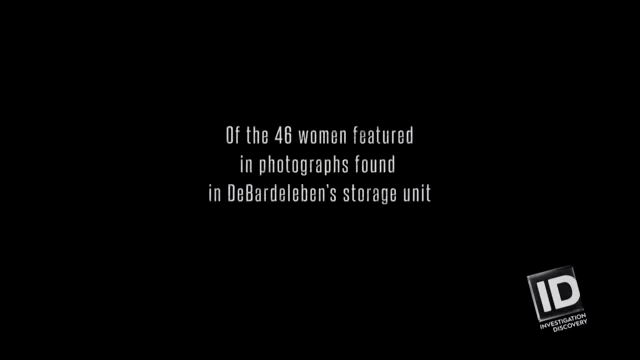 Of the 46 women featured
in photographs found
in DeBardeleben's storage unit
ID
INVESTIGATION
DISCOVERY